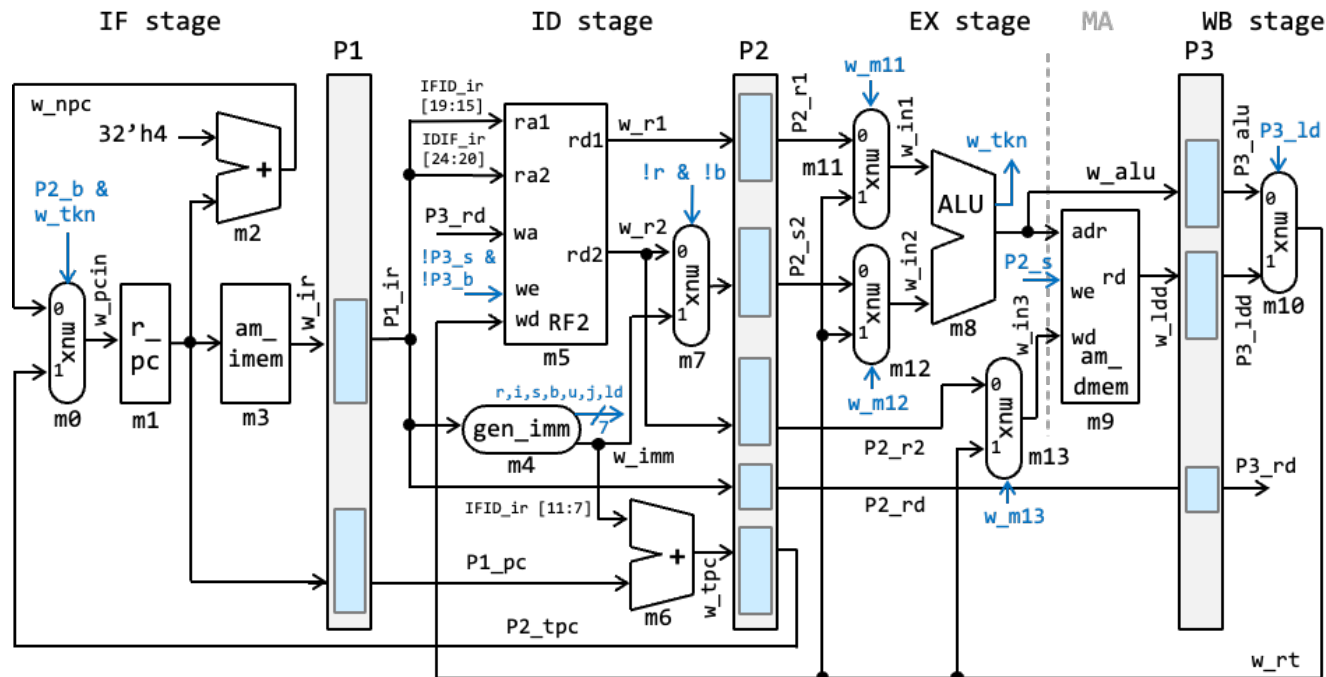 IF stage
ID stage
EX stage
MA
WB stage
P1
P2
P3
w_npc
32'h4
+
m2
P2_b &
w_tkn
0
mux
1
m0
w_pcin
r_
pc
m1
am_
imem
m3
w_ir
P1_ir
IFID_ir
[19:15]
IDIF_ir
[24:20]
P3_rd
!P3_s &
!P3_b
ra1
ra2
wa
we
wd
rd1
rd2
RF2
m5
w_r1
w_r2
!r & !b
0
mux
1
m7
r,i,s,b,u,j,ld
7
gen_imm
m4
w_imm
IFID_ir [11:7]
P1_pc
+
m6
w_tpc
P2_tpc
P2_r1
P2_s2
w_m11
0
mux
1
m11
w_in1
0
mux
1
m12
w_in2
w_m12
w_tkn
ALU
m8
P2_r2
P2_rd
0
mux
1
m13
w_m13
w_in3
w_alu
P2_s
adr
rd
we
wd
am_
dmem
m9
w_ldd
P3_alu
P3_ldd
P3_ld
0
mux
1
m10
P3_rd
w_rt